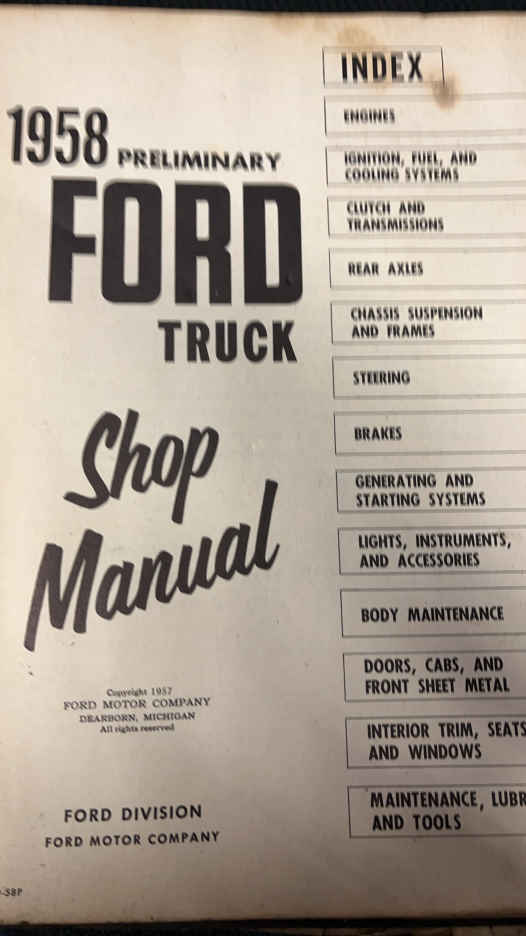 1958 PRELIMINARY
FORD
TRUCK
Shop
Manual
Copyright 1957
FORD MOTOR COMPANY
DEARBORN, MICHIGAN
All rights reserved
FORD DIVISION
FORD MOTOR COMPANY
-58P
INDEX
ENGINES
IGNITION, FUEL, AND
COOLING SYSTEMS
CLUTCH AND
TRANSMISSIONS
REAR AXLES
CHASSIS SUSPENSION
AND FRAMES
STEERING
BRAKES
GENERATING AND
STARTING SYSTEMS
LIGHTS, INSTRUMENTS,
AND ACCESSORIES
BODY MAINTENANCE
DOORS, CABS, AND
FRONT SHEET METAL
INTERIOR TRIM, SEATS
AND WINDOWS
MAINTENANCE, LUBR
AND TOOLS